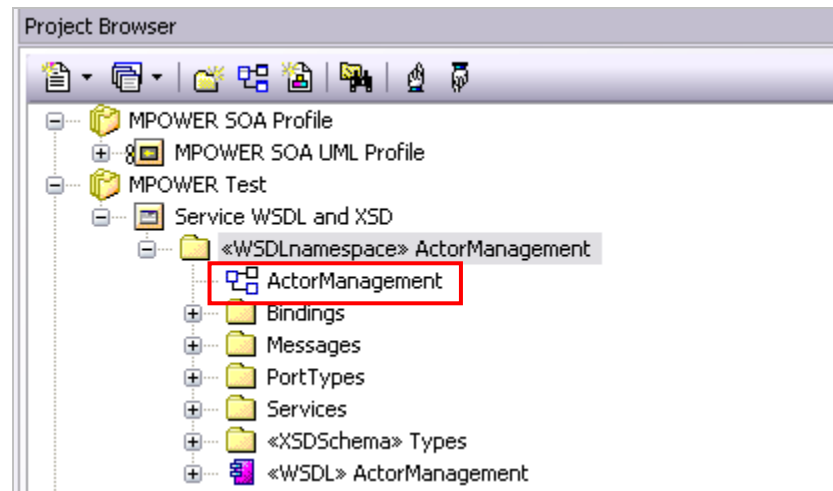 Project Browser
MPOWER SOA Profile
MPOWER SOA UML Profile
MPOWER Test
Service WSDL and XSD
«WSDLnamespace» ActorManagement
ActorManagement
Bindings
Messages
PortTypes
Services
«XSDSchema» Types
«WSDL» ActorManagement